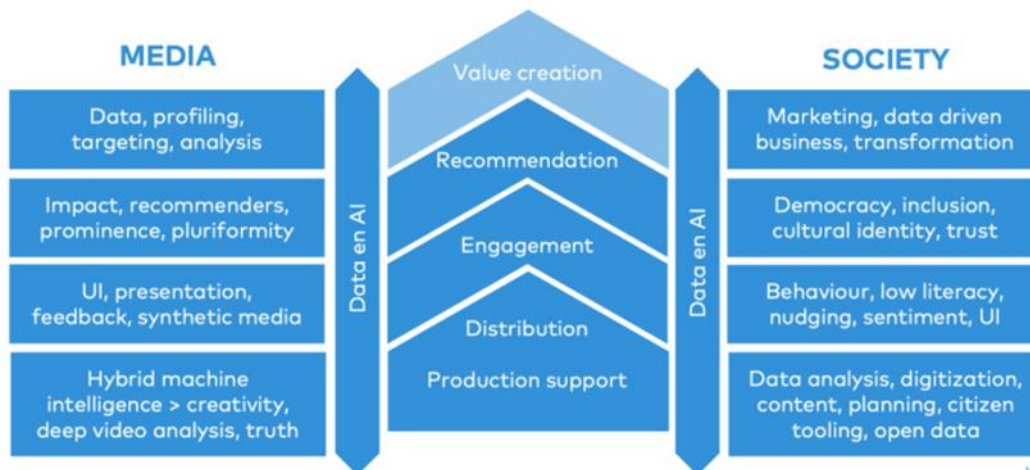 MEDIA
Data, profiling,
targeting, analysis
Impact, recommenders,
prominence, pluriformity
UI, presentation,
feedback, synthetic media
Hybrid machine
intelligence > creativity,
deep video analysis, truth
Data en AI
Value creation
Recommendation
Engagement
Distribution
Production support
Data en AI
SOCIETY
Marketing, data driven
business, transformation
Democracy, inclusion,
cultural identity, trust
Behaviour, low literacy,
nudging, sentiment, UI
Data analysis, digitization,
content, planning, citizen
tooling, open data